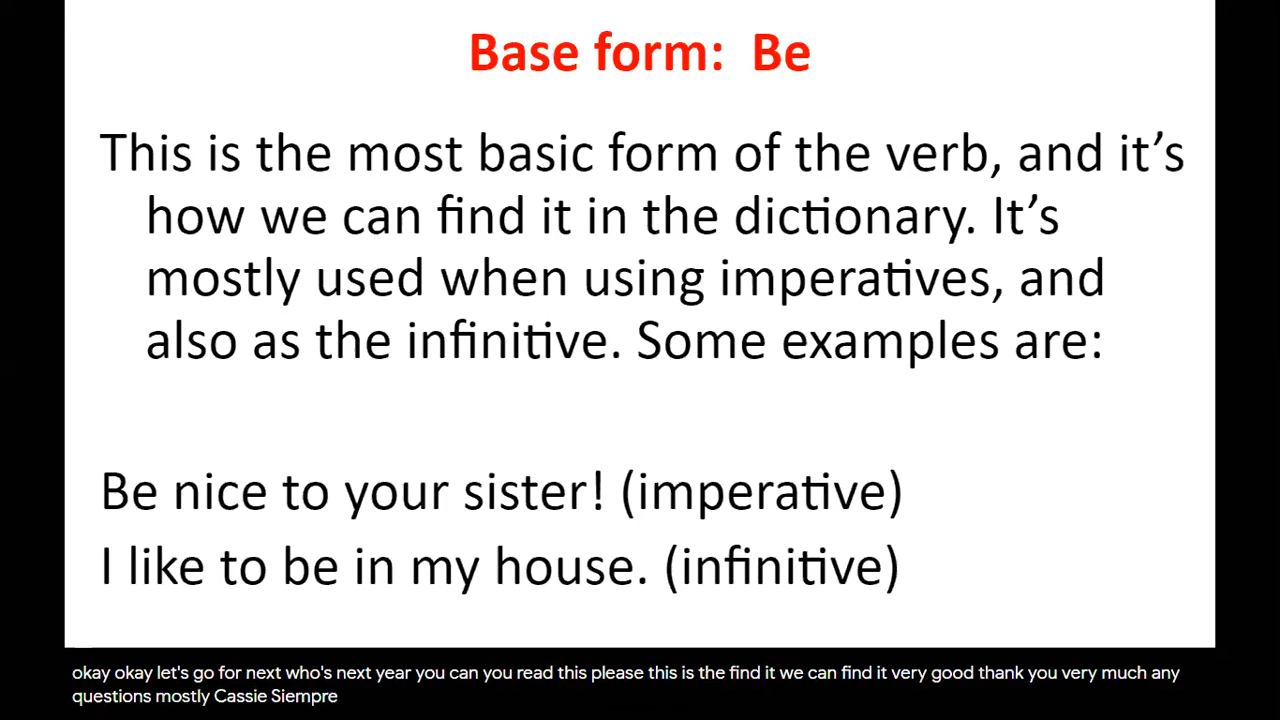 Base form: Be
This is the most basic form of the verb, and it’s
how we can find it in the dictionary. It’s
mostly used when using imperatives, and
also as the infinitive. Some examples are:
Be nice to your sister! (imperative)
I like to be in my house. (infinitive)
okay okay let's go for next who's next year you can you read this please this is the find it we can find it very good thank you very much any
questions mostly Cassie Siempre